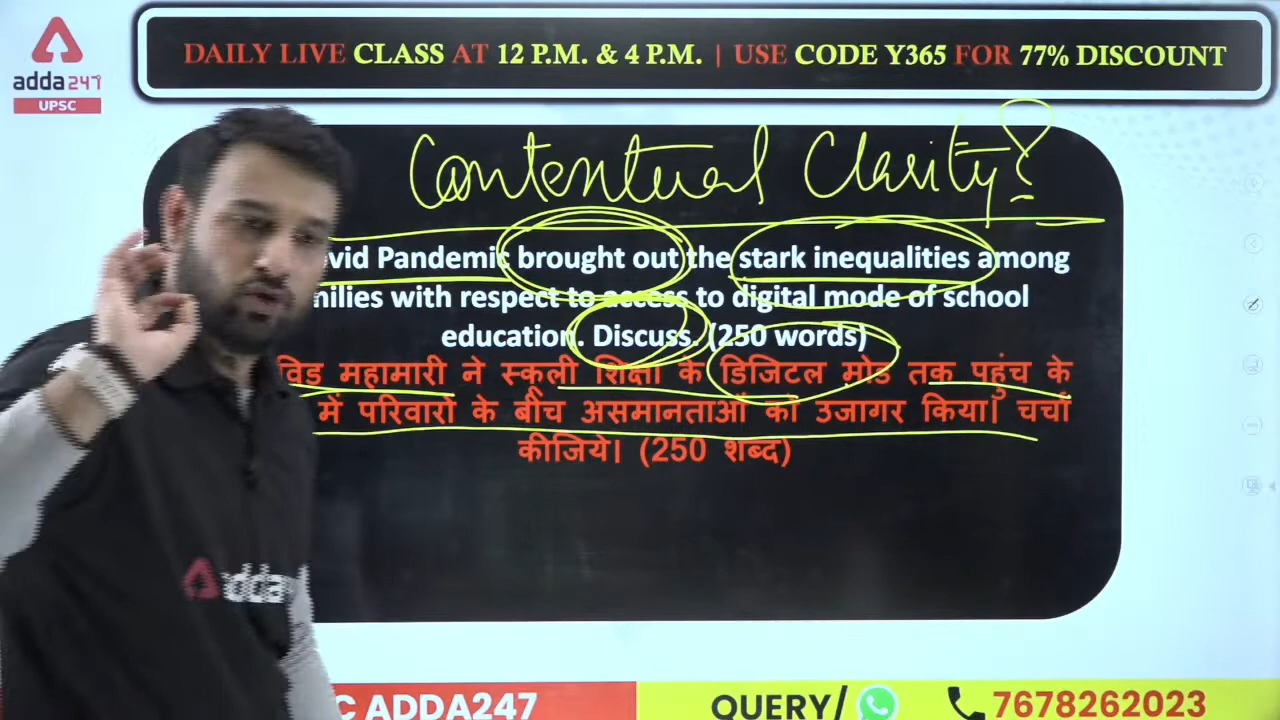 DAILY LIVE CLASS AT 12 P.M. & 4 P.M. | USE CODE Y365 FOR 77% DISCOUNT
adda247
UPSC
Contentual Clarity?
Pandemic brought out the stark inequalities among
with respect to access to digital mode of school
education. Discuss. (250 words)
महामारी ने स्कूली शिक्षा के डिजिटल मोड तक पहुंच के
में परिवारो के बीच असमानताओं को उजागर किया। चर्चा
कीजिये। (250 शब्द)
adda
ADDA247
QUERY/
7678262023